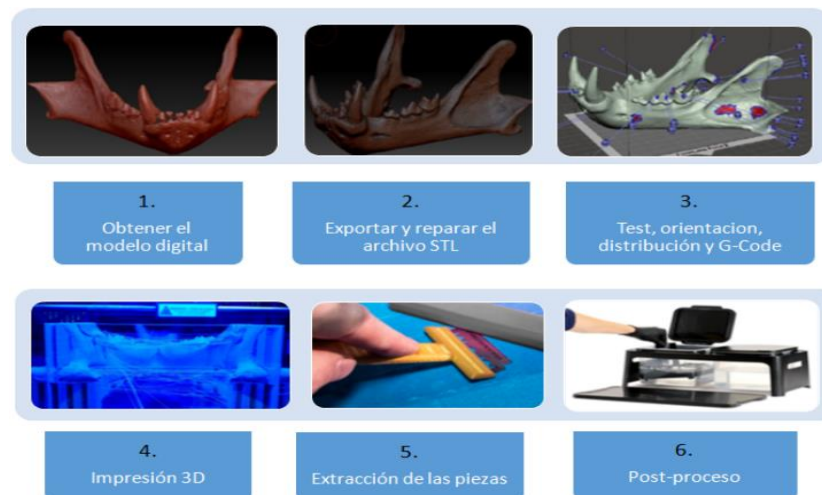 1.
Obtener el
modelo digital
2.
Exportar y reparar el
archivo STL
3.
Test, orientacion,
distribución y G-Code
4.
Impresión 3D
5.
Extracción de las piezas
6.
Post-proceso